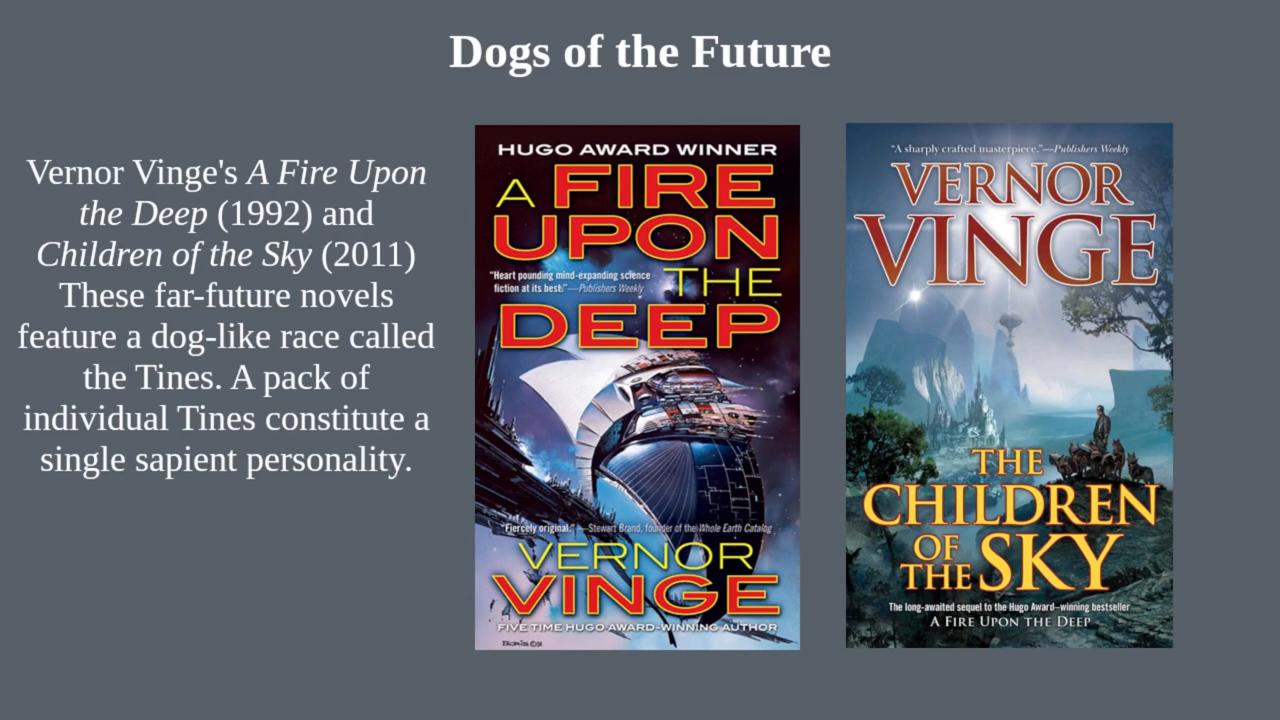 Dogs of the Future
Vernor Vinge's A Fire Upon
the Deep (1992) and
Children of the Sky (2011)
These far-future novels
feature a dog-like race called
the Tines. A pack of
individual Tines constitute a
single sapient personality.
HUGO AWARD WINNER
A FIRE
UPON
"Heart pounding mind-expanding science
fiction at its best."—Publishers Weekly
THE
DEEP
"Fiercely original."—Stewart Brand, founder of the Whole Earth Catalog
VERNOR
VINGE
FIVE TIME HUGO AWARD-WINNING AUTHOR
BORIS ©91
"A sharply crafted masterpiece."—Publishers Weekly
VERNOR
VINGE
THE
CHILDREN
OF
THE SKY
The long-awaited sequel to the Hugo Award–winning bestseller
A FIRE UPON THE DEEP